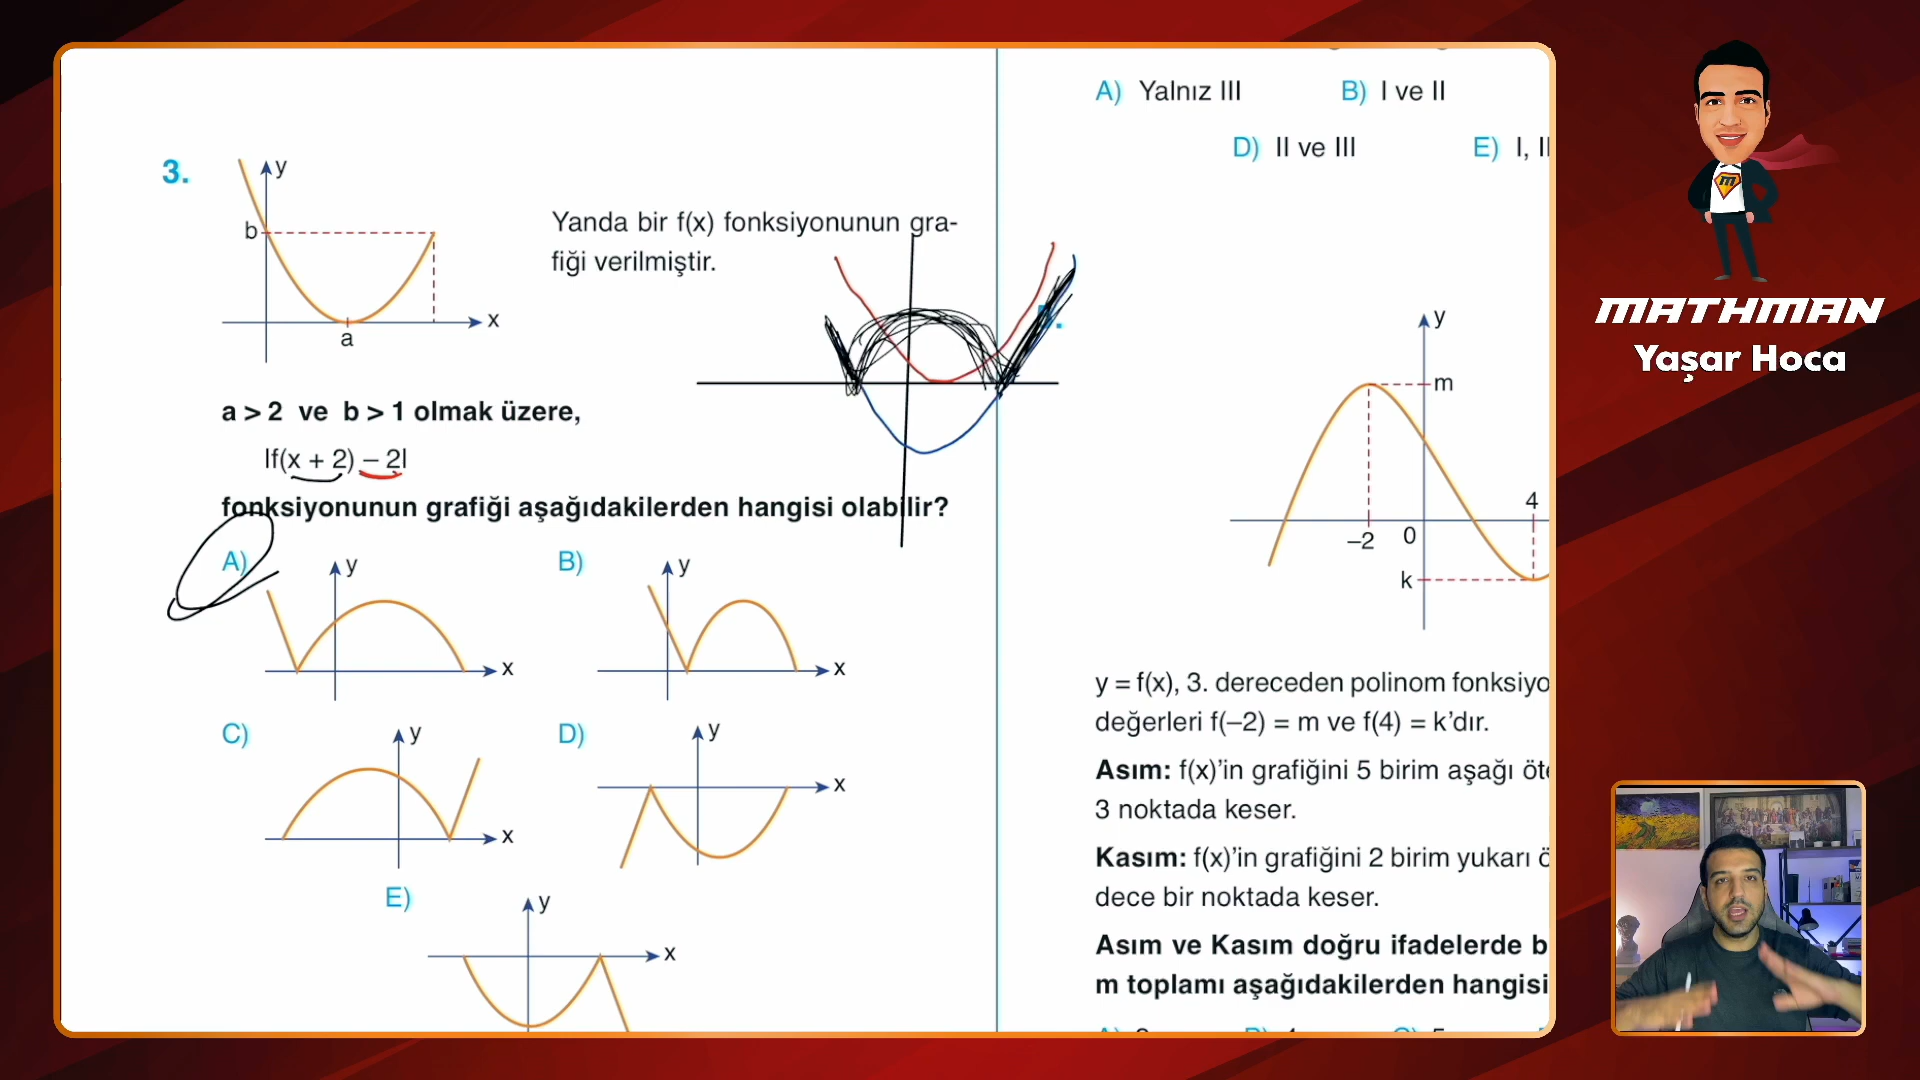 3.
y
b
x
a
Yanda bir f(x) fonksiyonunun gra-
fiği verilmiştir.
a > 2 ve b > 1 olmak üzere,
|f(x + 2) – 2|
fonksiyonunun grafiği aşağıdakilerden hangisi olabilir?
A)
y
x
B)
y
x
C)
y
x
D)
y
x
E)
y
x
A) Yalnız III
B) I ve II
D) II ve III
E) I, II
y
m
4
–2
0
k
y = f(x), 3. dereceden polinom fonksiyo
değerleri f(–2) = m ve f(4) = k’dır.
Asım: f(x)’in grafiğini 5 birim aşağı öt
3 noktada keser.
Kasım: f(x)’in grafiğini 2 birim yukarı ö
dece bir noktada keser.
Asım ve Kasım doğru ifadelerde b
m toplamı aşağıdakilerden hangisi
MATHMAN
Yaşar Hoca